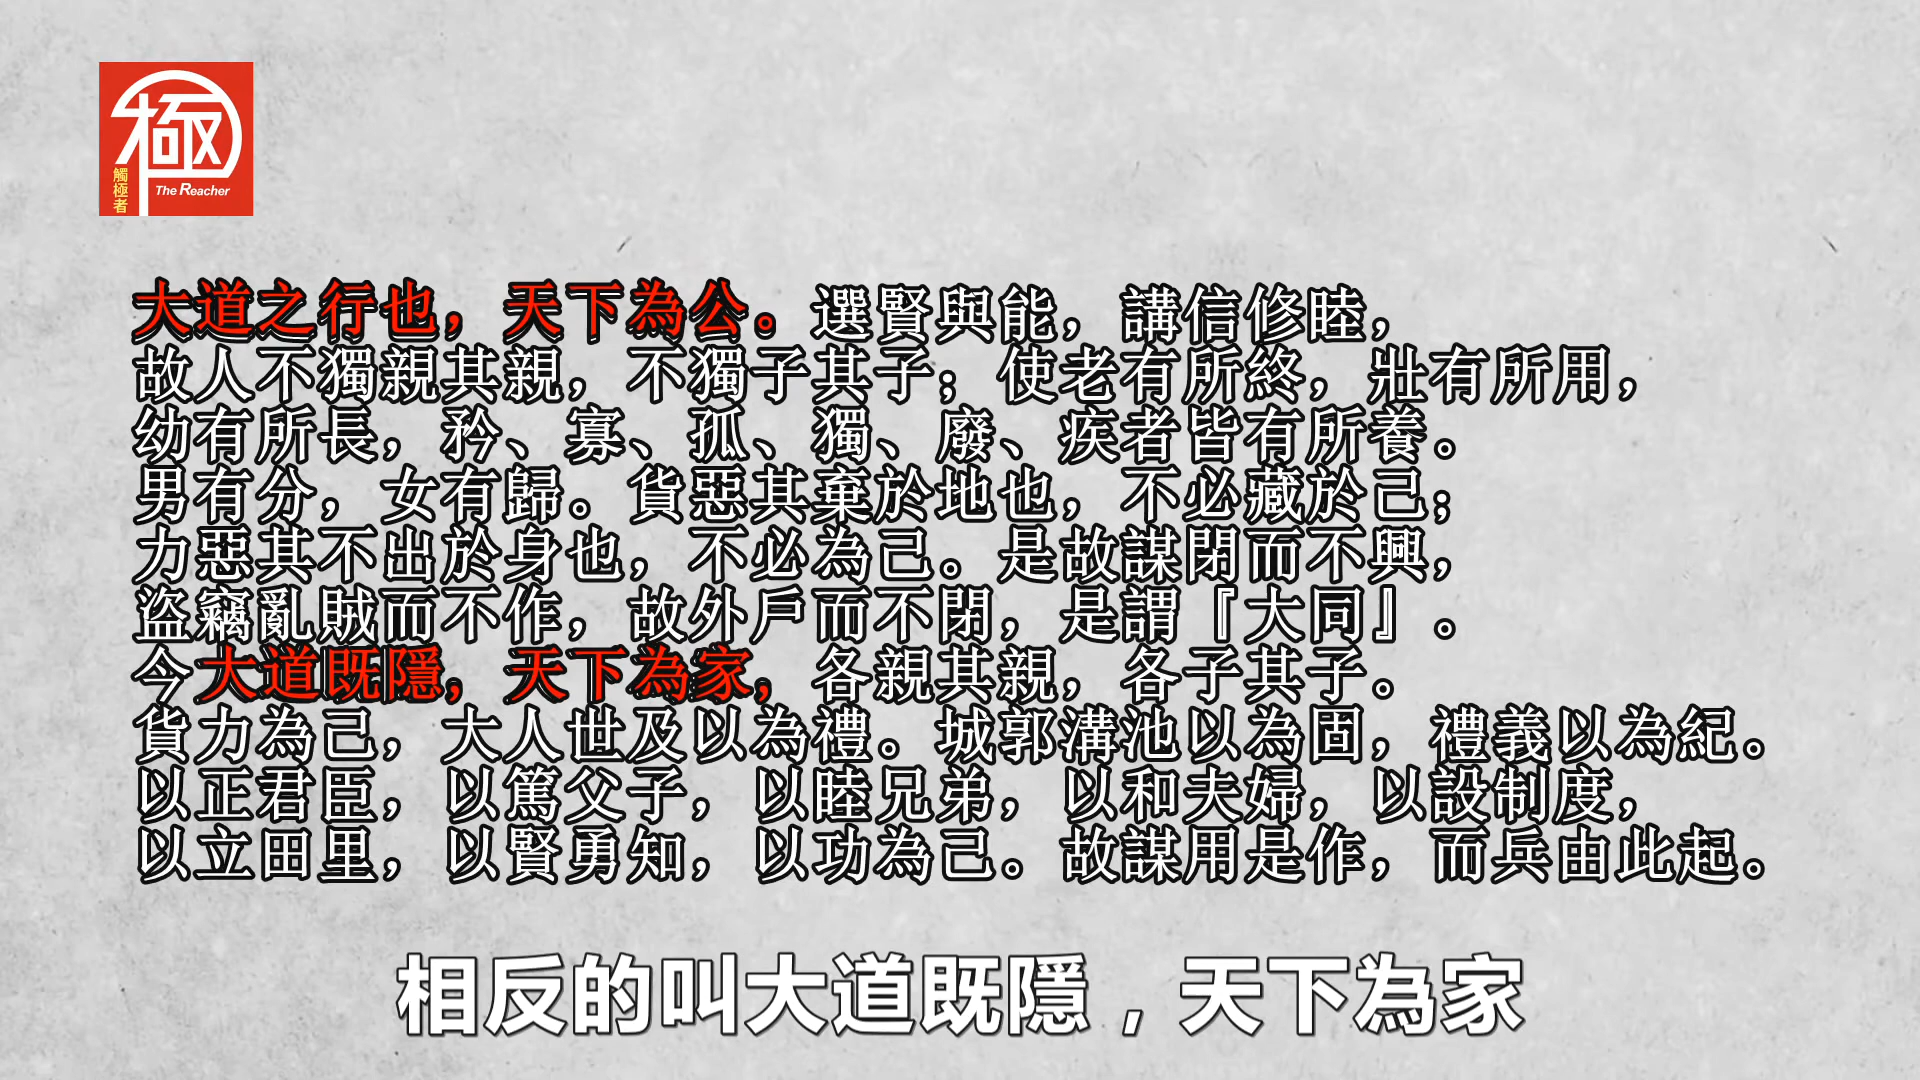 極
觸極者
The Reacher
大道之行也，天下為公。選賢與能，講信修睦，
故人不獨親其親，不獨子其子；使老有所終，壯有所用，
幼有所長，矜、寡、孤、獨、廢、疾者皆有所養。
男有分，女有歸。貨惡其棄於地也，不必藏於己；
力惡其不出於身也，不必為己。是故謀閉而不興，
盜竊亂賊而不作，故外戶而不閉，是謂『大同』。
今大道既隱，天下為家，各親其親，各子其子。
貨力為己，大人世及以為禮。城郭溝池以為固，禮義以為紀。
以正君臣，以篤父子，以睦兄弟，以和夫婦，以設制度，
以立田里，以賢勇知，以功為己。故謀用是作，而兵由此起。
相反的叫大道既隱，天下為家